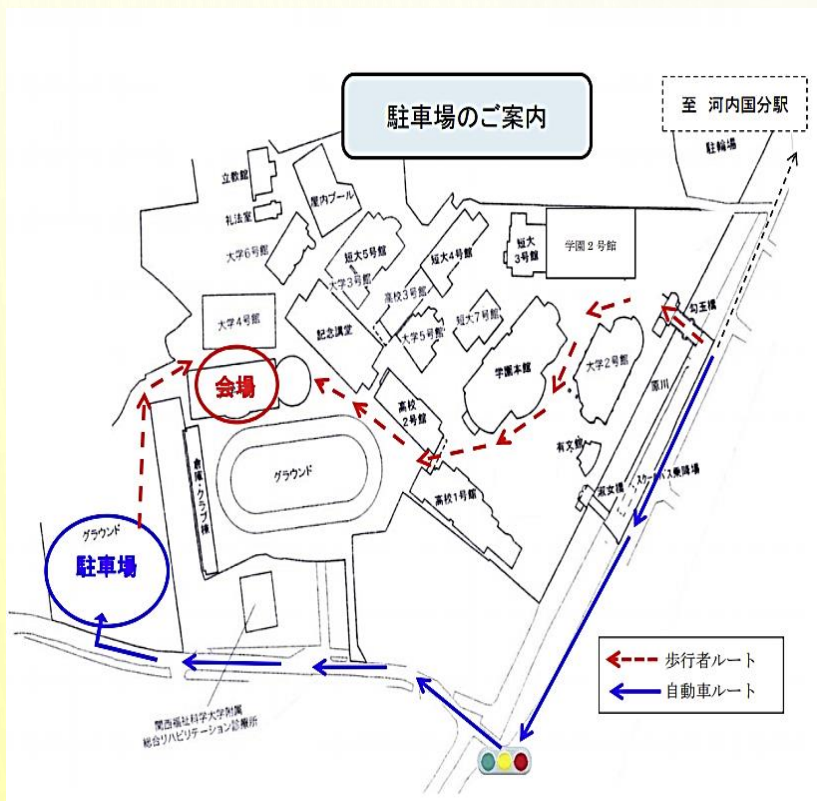 駐車場のご案内
至 河内国分駅
駐輪場
立教館
屋内プール
礼法室
大学6号館
短大5号館
大学3号館
短大4号館
高校3号館
短大3号館
学園2号館
大学4号館
記念講堂
大学5号館
短大7号館
勾玉橋
会場
学園本館
大学2号館
原川
高校2号館
有文館
倉庫・クラブ棟
グラウンド
高校1号館
淑女橋
スクールバス乗降場
グラウンド
駐車場
歩行者ルート
自動車ルート
関西福祉科学大学附属
総合リハビリテーション診療所